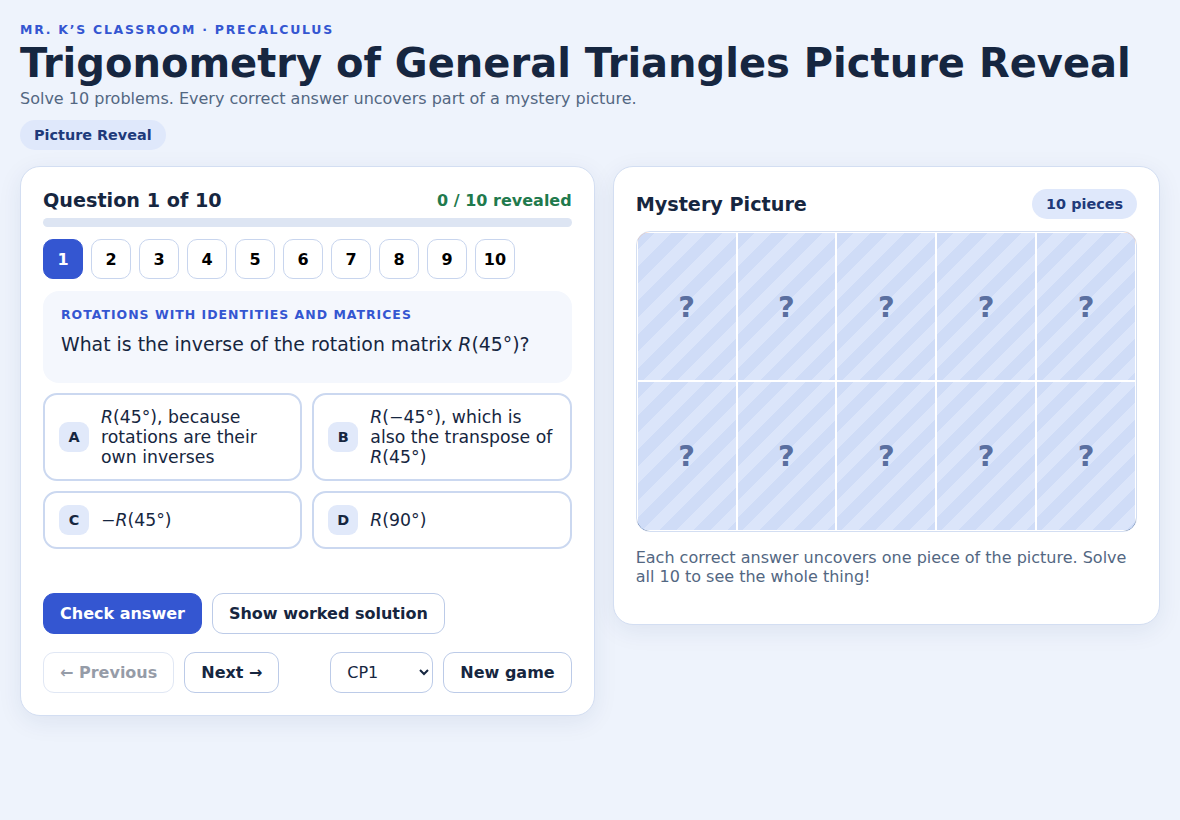 MR. K’S CLASSROOM · PRECALCULUS
Trigonometry of General Triangles Picture Reveal
Solve 10 problems. Every correct answer uncovers part of a mystery picture.
Picture Reveal
Question 1 of 10
0 / 10 revealed
1 2 3 4 5 6 7 8 9 10
ROTATIONS WITH IDENTITIES AND MATRICES
What is the inverse of the rotation matrix R(45°)?
A
R(45°), because
rotations are their
own inverses
B
R(−45°), which is
also the transpose of
R(45°)
C
−R(45°)
D
R(90°)
Check answer
Show worked solution
← Previous
Next →
CP1
New game
Mystery Picture
10 pieces
? ? ? ? ?
? ? ? ? ?
Each correct answer uncovers one piece of the picture. Solve
all 10 to see the whole thing!